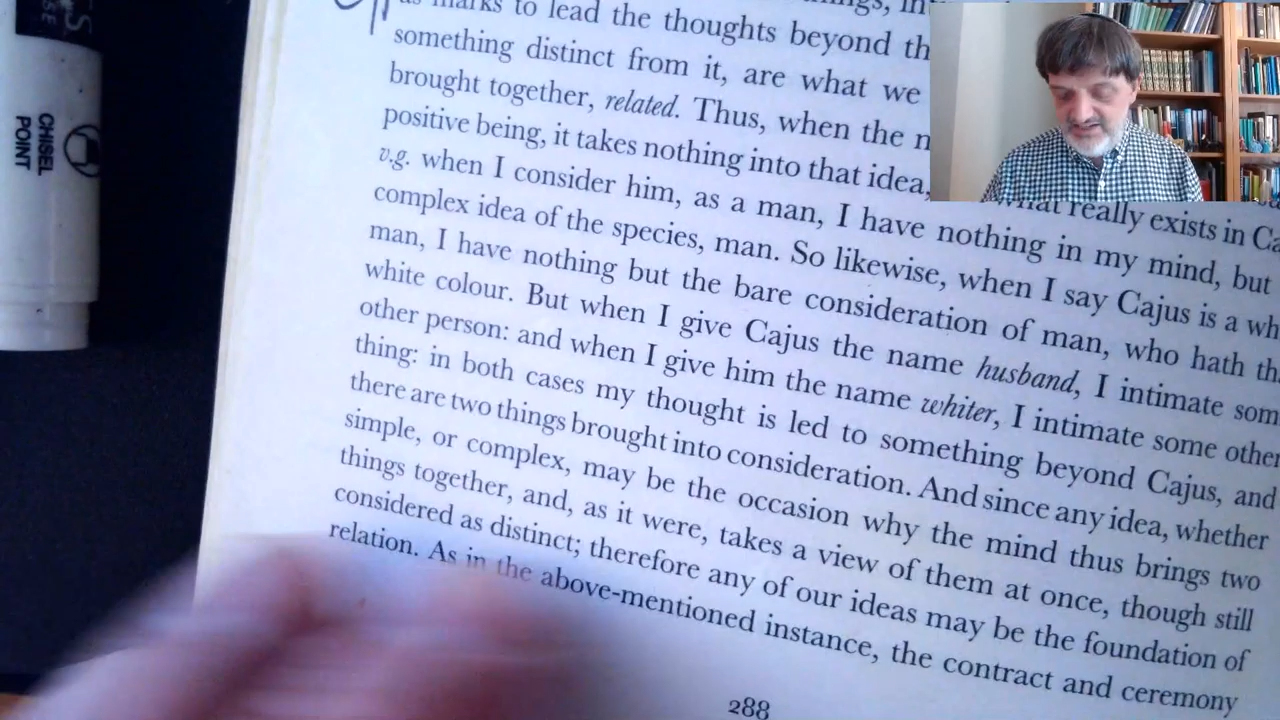 CHISEL
POINT
as marks to lead the thoughts beyond
something distinct from it, are what we
brought together, related. Thus, when the
positive being, it takes nothing into that idea, what really exists in
v.g. when I consider him, as a man, I have nothing in my mind, but
complex idea of the species, man. So likewise, when I say Cajus is a
man, I have nothing but the bare consideration of man, who hath
white colour. But when I give Cajus the name husband, I intimate
other person: and when I give him the name whiter, I intimate some other
thing: in both cases my thought is led to something beyond Cajus, and
there are two things brought into consideration. And since any idea, whether
simple, or complex, may be the occasion why the mind thus brings two
things together, and, as it were, takes a view of them at once, though still
considered as distinct; therefore any of our ideas may be the foundation of
relation. As in the above-mentioned instance, the contract and ceremony
288